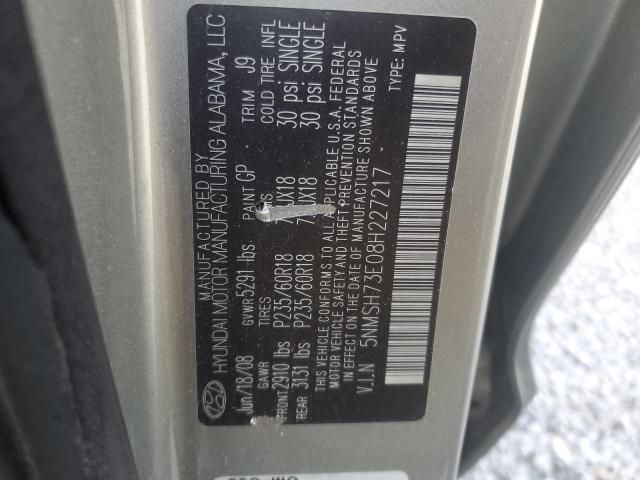 MANUFACTURED BY
HYUNDAI MOTOR MANUFACTURING ALABAMA, LLC
Jun/18/08 GVWR 5291 lbs PAINT GP TRIM J9
GAWR TIRES COLD TIRE INFL
FRONT 2910 lbs P235/60R18 30 psi SINGLE
REAR 3131 lbs P235/60R18 30 psi SINGLE
THIS VEHICLE CONFORMS TO ALL APPLICABLE U.S.A. FEDERAL
MOTOR VEHICLE SAFETY, BUMPER, AND THEFT PREVENTION STANDARDS
IN EFFECT ON THE DATE OF MANUFACTURE SHOWN ABOVE
V.I.N 5NMSH73E08H227217 TYPE: MPV